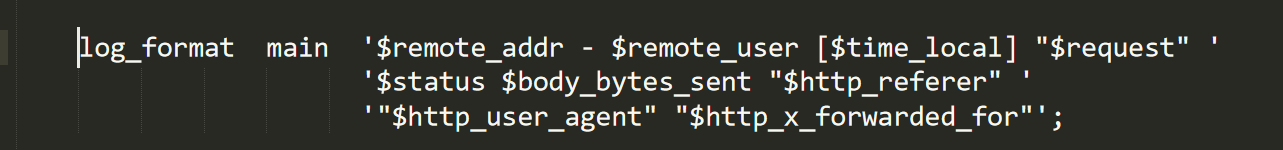 log_format  main  '$remote_addr - $remote_user [$time_local] "$request" '
'$status $body_bytes_sent "$http_referer" '
'"$http_user_agent" "$http_x_forwarded_for"';